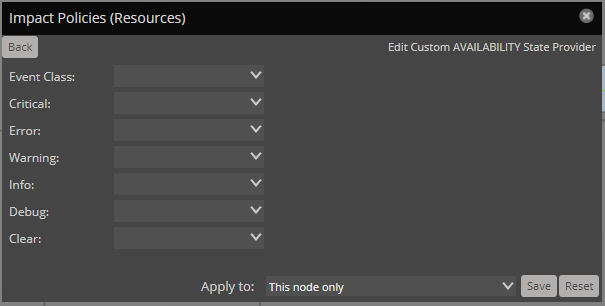 Impact Policies (Resources)
Back
Edit Custom AVAILABILITY State Provider
Event Class:
Critical:
Error:
Warning:
Info:
Debug:
Clear:
Apply to: This node only Save Reset